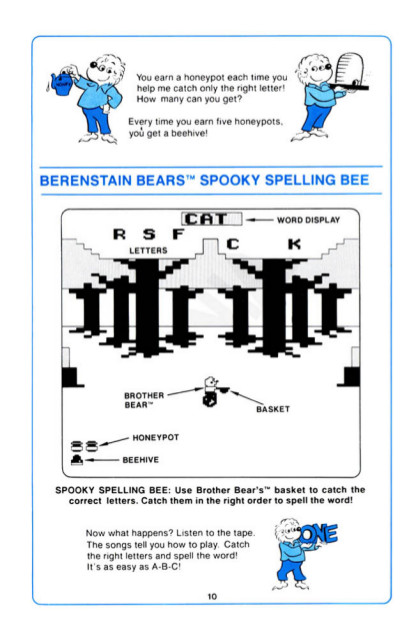 You earn a honeypot each time you
help me catch only the right letter!
How many can you get?
Every time you earn five honeypots,
you get a beehive!
BERENSTAIN BEARS™ SPOOKY SPELLING BEE
CAT
WORD DISPLAY
R S F
C K
LETTERS
BROTHER
BEAR™
BASKET
HONEYPOT
BEEHIVE
SPOOKY SPELLING BEE: Use Brother Bear's™ basket to catch the
correct letters. Catch them in the right order to spell the word!
Now what happens? Listen to the tape.
The songs tell you how to play. Catch
the right letters and spell the word!
It's as easy as A-B-C!
ONE
10